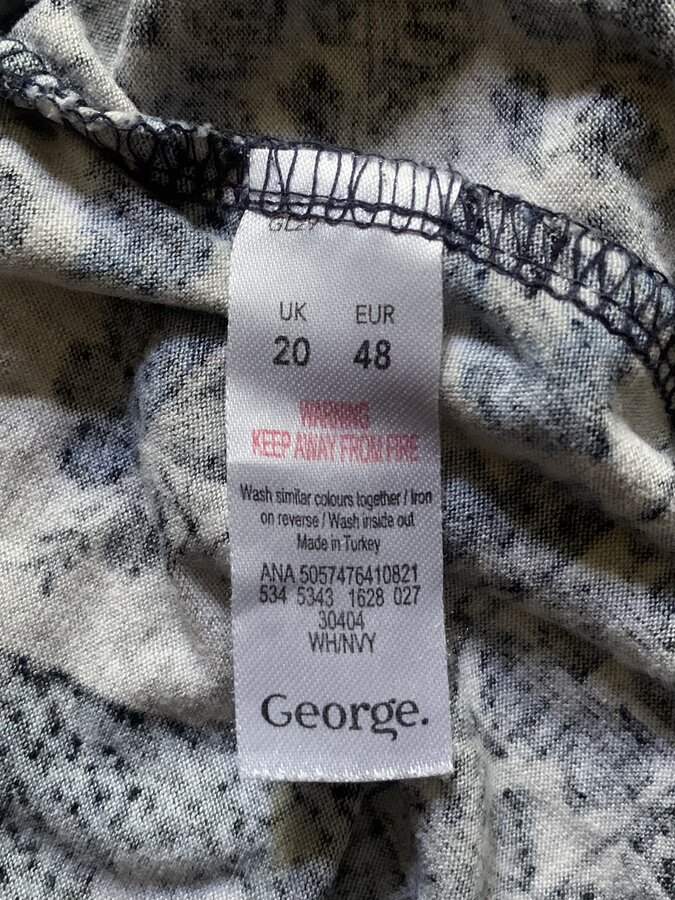 GL29
UK EUR
20 48
WARNING
KEEP AWAY FROM FIRE
Wash similar colours together / Iron
on reverse / Wash inside out
Made in Turkey
ANA 5057476410821
534 5343 1628 027
30404
WH/NVY
George.